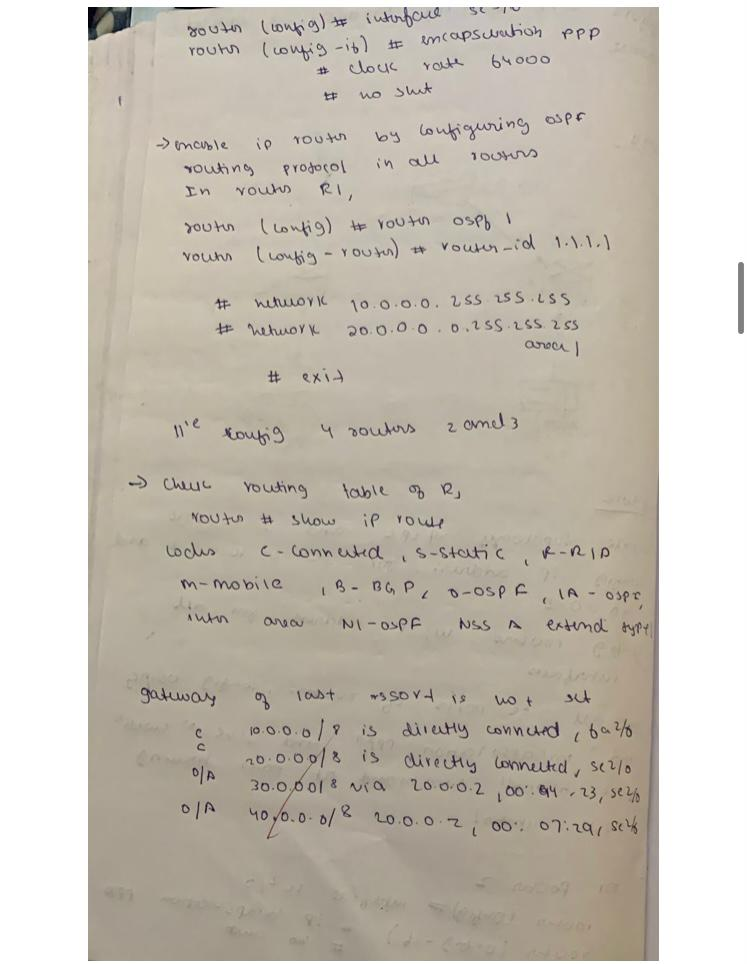 router (config) # interface se 2/0
router (config-if) # encapsulation PPP
# clock rate 64000
# no shut
→ enable ip router by configuring OSPF
routing protocol in all routers
In router R1,
router (config) # router ospf 1
router (config-router) # router-id 1.1.1.1
# network 10.0.0.0. 255.255.255
# network 20.0.0.0.0.255.255.255
area 1
# exit
11'e config 4 routers 2 and 3
→ Check routing table of R1
router # show ip route
Codes C-Connected, S-Static, R-RIP
M-mobile, B-BGP, O-OSPF, IA-OSPF,
inter area N1-OSPF NSSA extend type1
gateway of last ressort is not set
C 10.0.0.0/8 is directly connected, fa2/0
C 20.0.0.0/8 is directly connected, se2/0
O/A 30.0.0.0/8 via 20.0.0.2, 00:04:23, se2/0
O/A 40.0.0.0/8 20.0.0.2, 00:07:29, se2/0